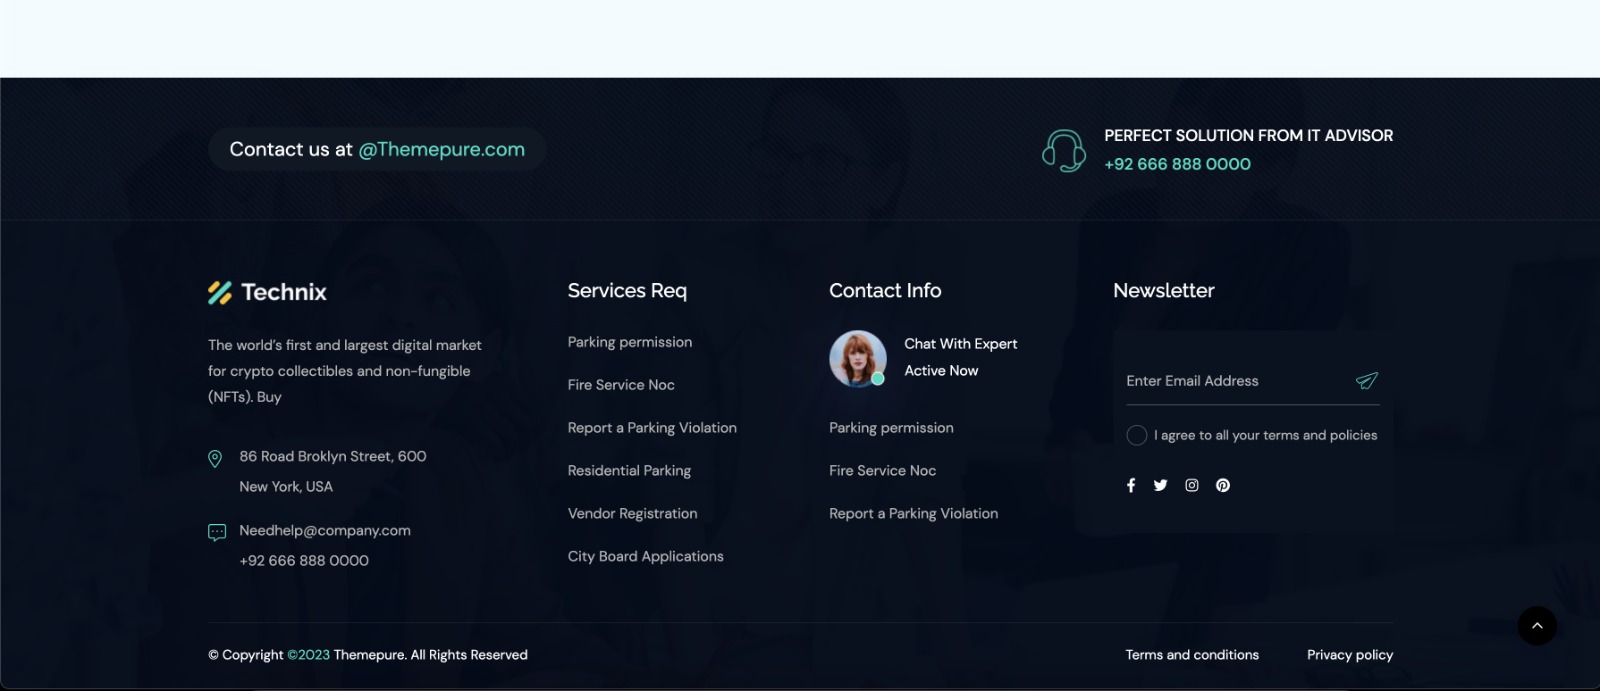 Contact us at @Themepure.com
PERFECT SOLUTION FROM IT ADVISOR
+92 666 888 0000
Technix
The world's first and largest digital market
for crypto collectibles and non-fungible
(NFTs). Buy
86 Road Broklyn Street, 600
New York, USA
Needhelp@company.com
+92 666 888 0000
Services Req
Parking permission
Fire Service Noc
Report a Parking Violation
Residential Parking
Vendor Registration
City Board Applications
Contact Info
Chat With Expert
Active Now
Parking permission
Fire Service Noc
Report a Parking Violation
Newsletter
Enter Email Address
I agree to all your terms and policies
© Copyright ©2023 Themepure. All Rights Reserved
Terms and conditions
Privacy policy